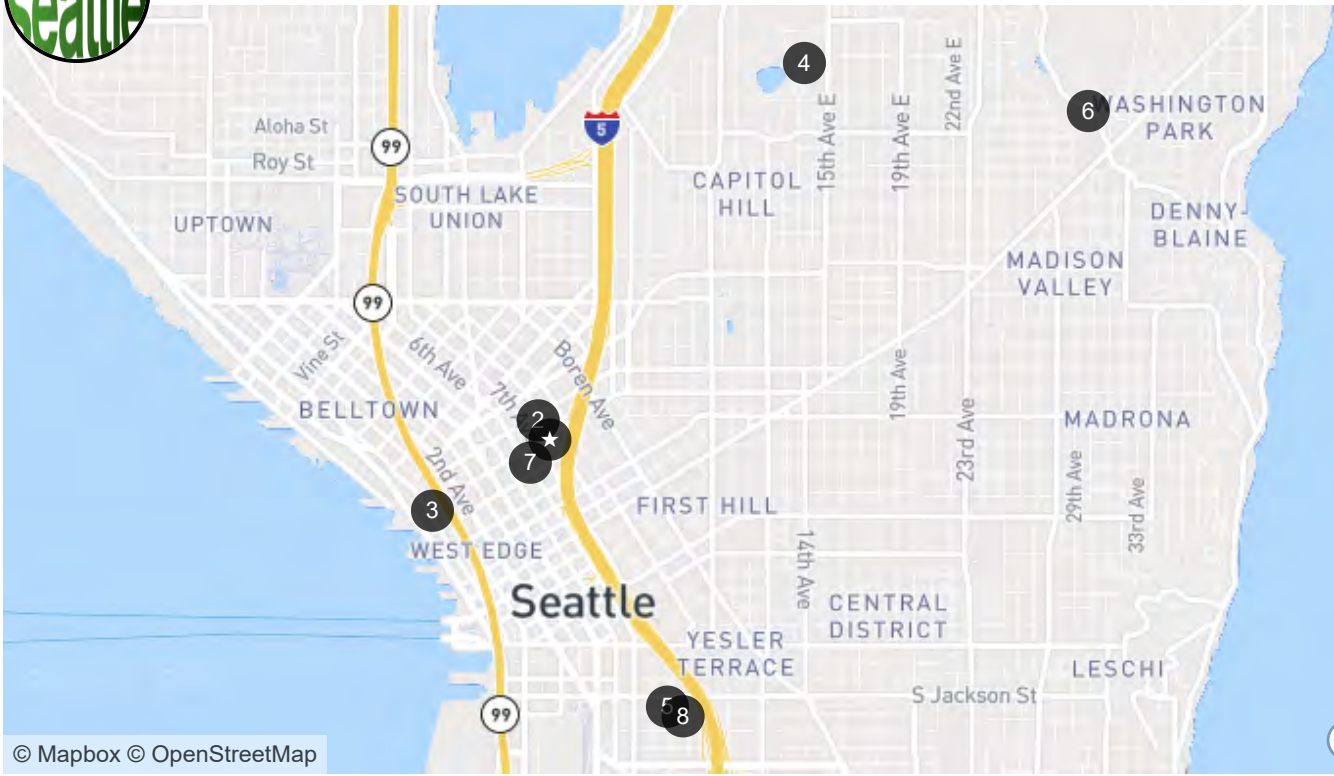 Seattle
4
6
WASHINGTON
PARK
22nd Ave E
15th Ave E
19th Ave E
5
Aloha St
99
Roy St
CAPITOL
HILL
SOUTH LAKE
UNION
UPTOWN
DENNY-
BLAINE
MADISON
VALLEY
99
Vine St
6th Ave
Boren Ave
7th
19th Ave
BELLTOWN
2
★
7
MADRONA
23rd Ave
2nd Ave
29th Ave
33rd Ave
3
FIRST HILL
WEST EDGE
14th Ave
Seattle
CENTRAL
DISTRICT
YESLER
TERRACE
LESCHI
S Jackson St
5
8
99
© Mapbox © OpenStreetMap